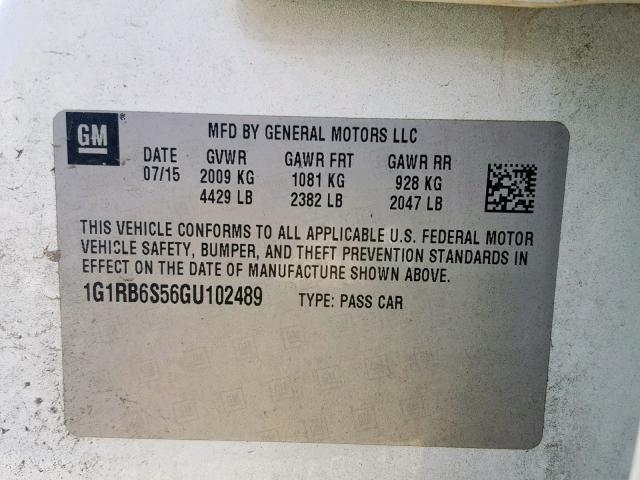 GM ®
MFD BY GENERAL MOTORS LLC
DATE GVWR GAWR FRT GAWR RR
07/15 2009 KG 1081 KG 928 KG
4429 LB 2382 LB 2047 LB
THIS VEHICLE CONFORMS TO ALL APPLICABLE U.S. FEDERAL MOTOR
VEHICLE SAFETY, BUMPER, AND THEFT PREVENTION STANDARDS IN
EFFECT ON THE DATE OF MANUFACTURE SHOWN ABOVE.
1G1RB6S56GU102489 TYPE: PASS CAR